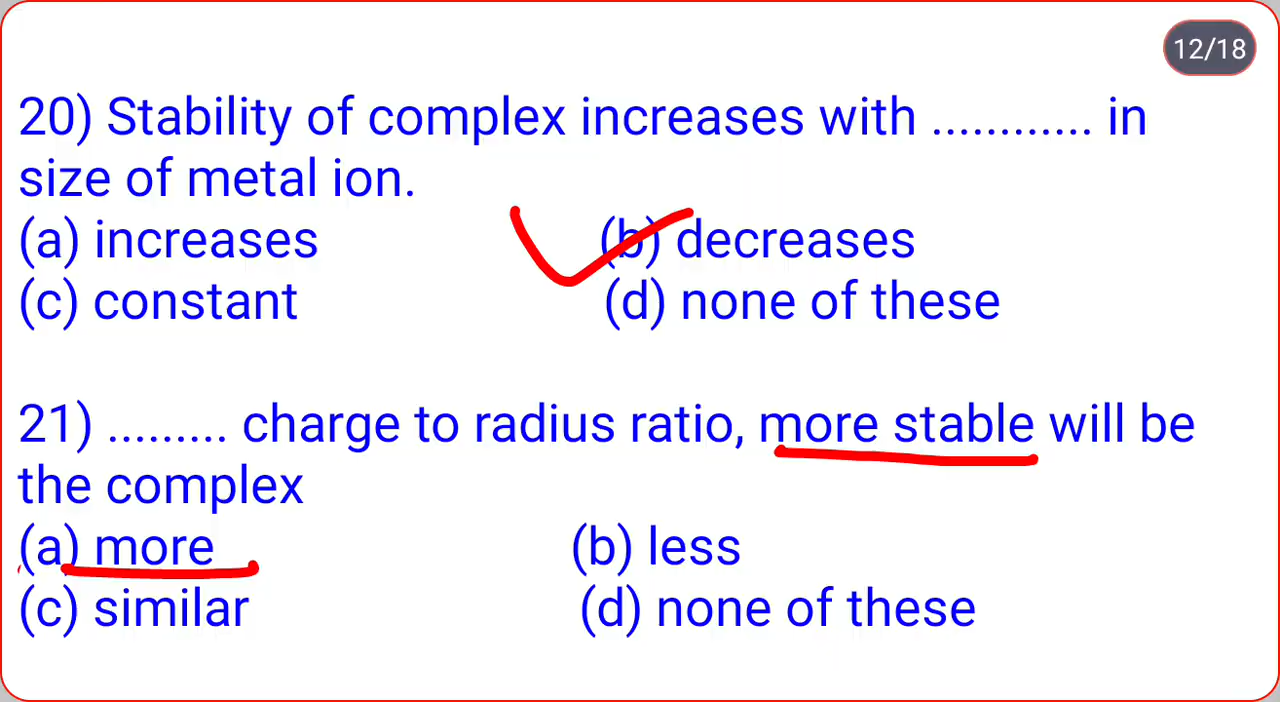 12/18
20) Stability of complex increases with ............ in
size of metal ion.
(a) increases (b) decreases
(c) constant (d) none of these
21) ......... charge to radius ratio, more stable will be
the complex
(a) more (b) less
(c) similar (d) none of these